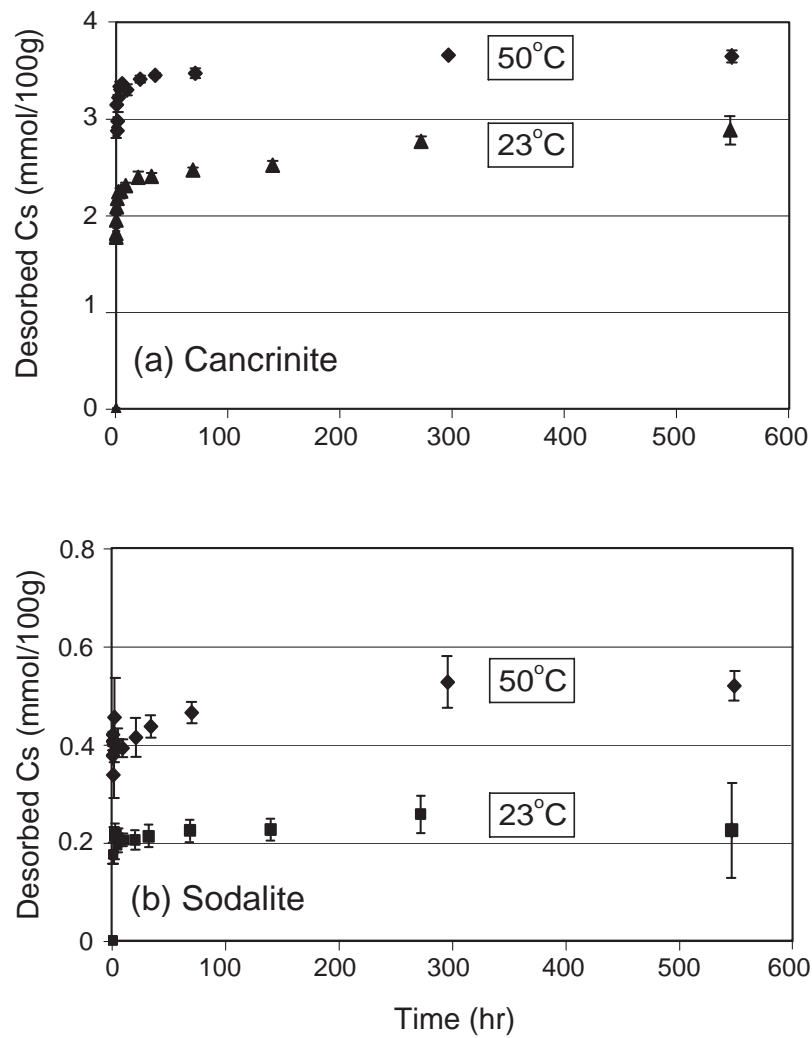 Desorbed Cs (mmol/100g)
4
3
2
1
0
50°C
23°C
(a) Cancrinite
0 100 200 300 400 500 600
Desorbed Cs (mmol/100g)
0.8
0.6
0.4
0.2
0
50°C
23°C
(b) Sodalite
0 100 200 300 400 500 600
Time (hr)